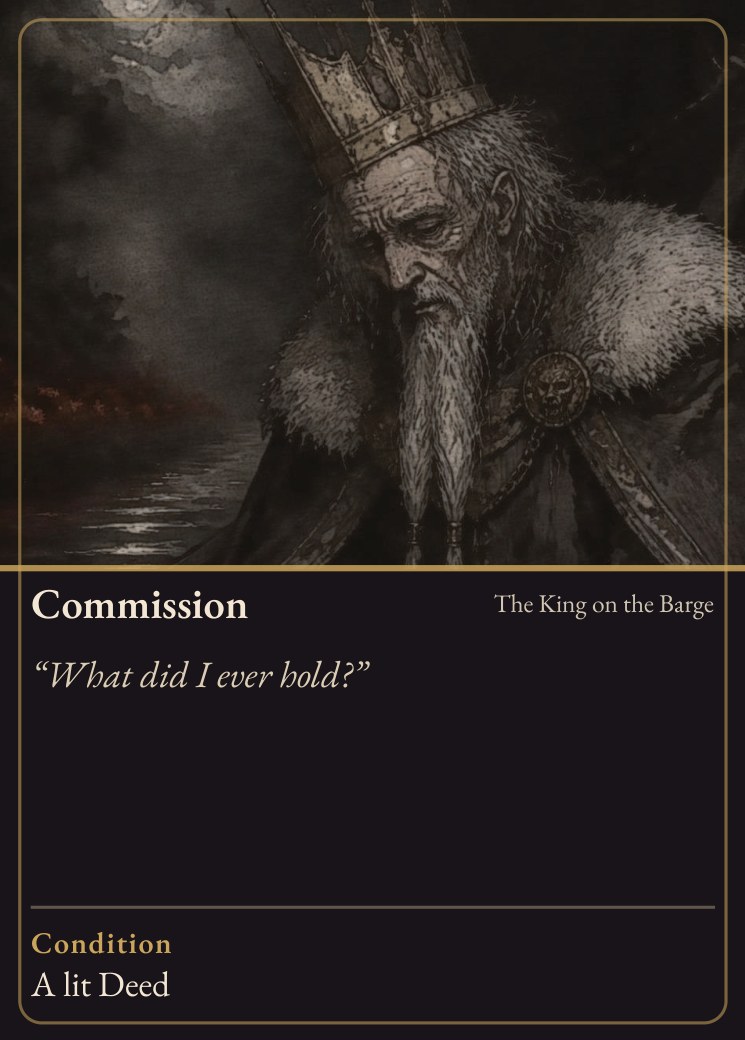 Commission
The King on the Barge
“What did I ever hold?”
Condition
A lit Deed